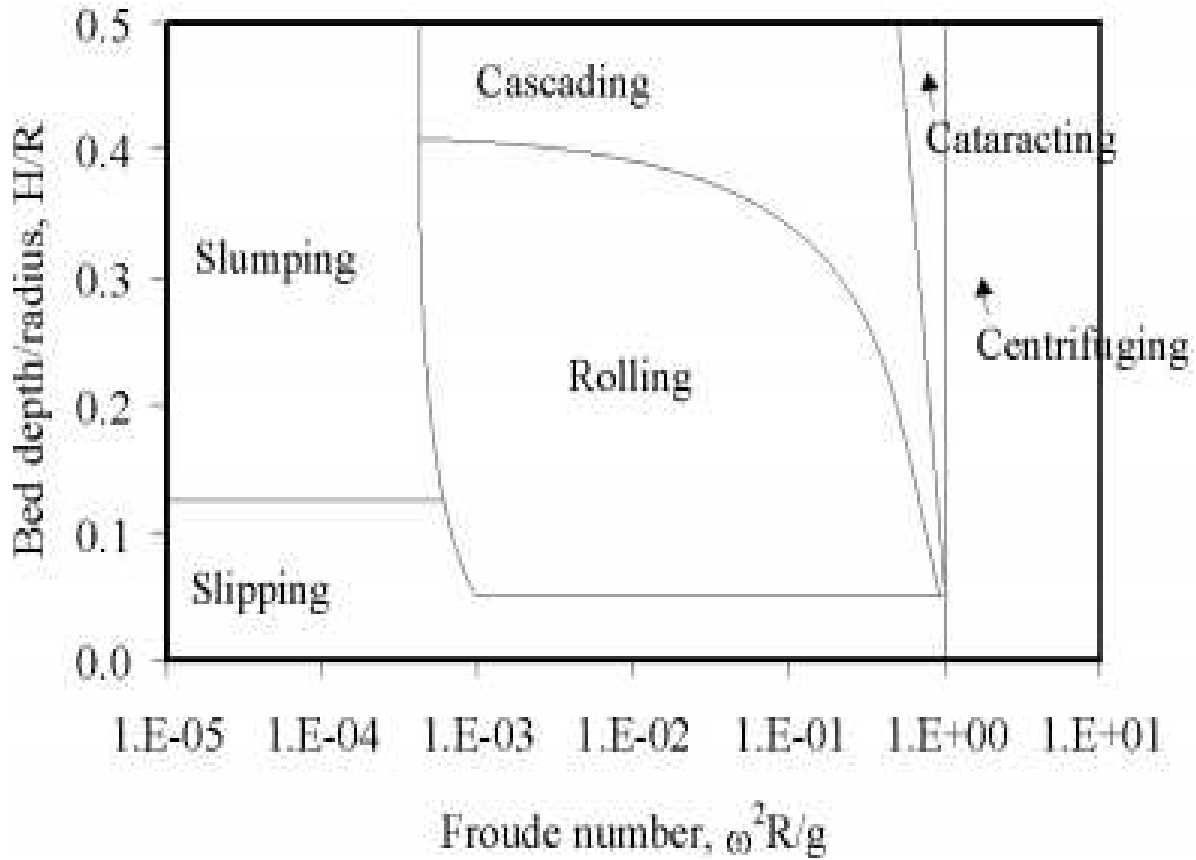 0.5
Cascading
0.4
Cataracting
Slumping
0.3
Centrifuging
Rolling
0.2
0.1
Slipping
0.0
1.E-05 1.E-04 1.E-03 1.E-02 1.E-01 1.E+00 1.E+01
Bed depth/radius, H/R
Froude number, ω²R/g